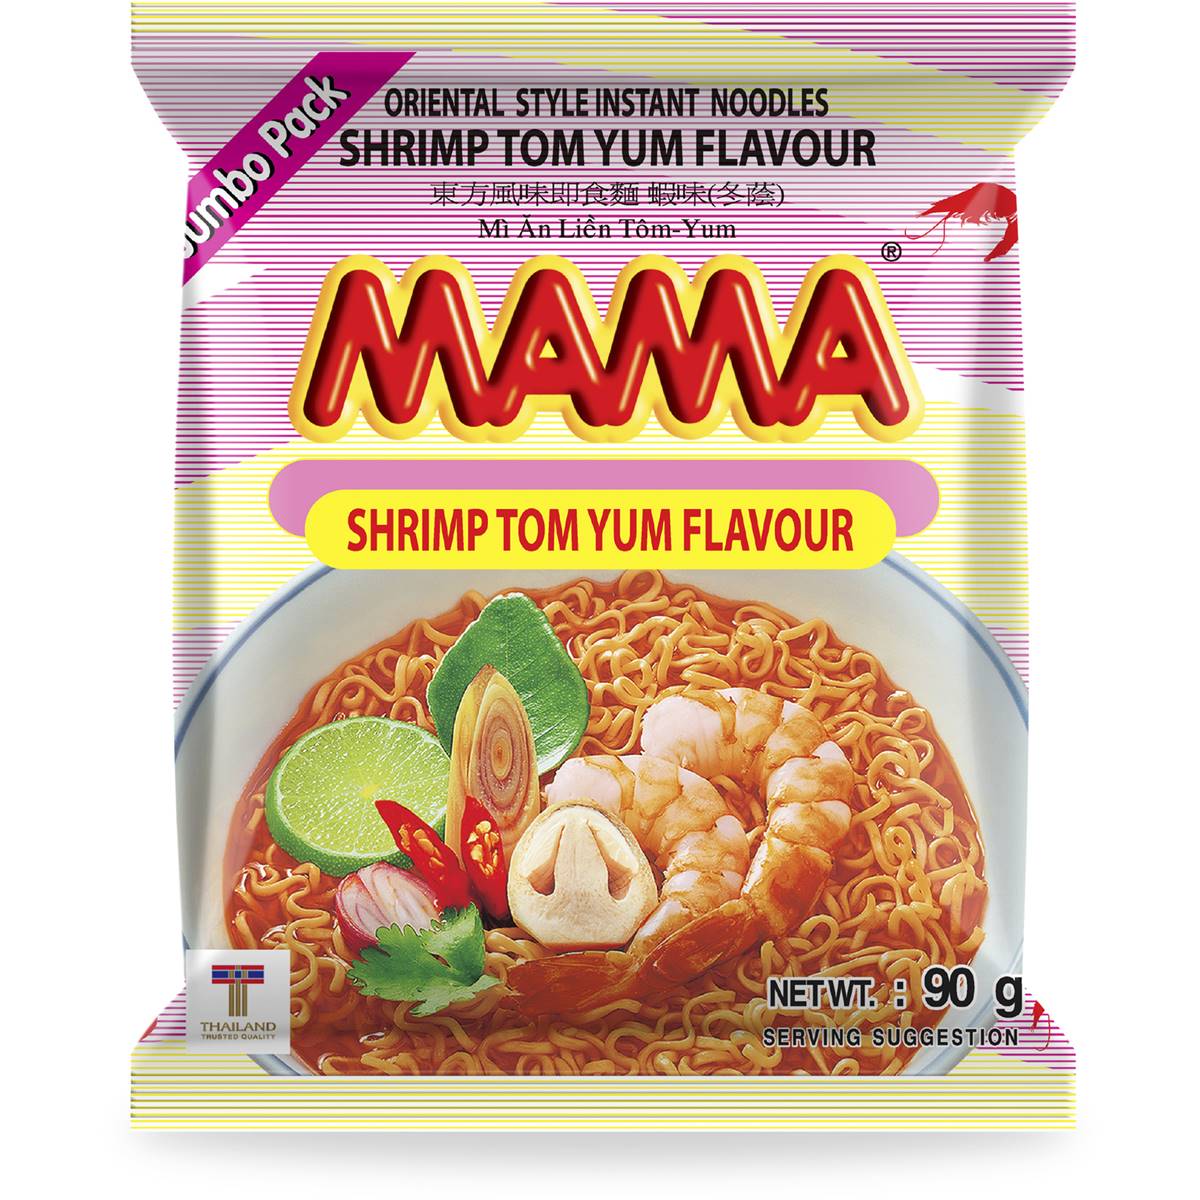 Jumbo Pack
ORIENTAL STYLE INSTANT NOODLES
SHRIMP TOM YUM FLAVOUR
東方風味即食麵 蝦味(冬蔭)
Mì Ăn Liền Tôm-Yum
MAMA®
SHRIMP TOM YUM FLAVOUR
THAILAND
TRUSTED QUALITY
NET WT. : 90 g
SERVING SUGGESTION